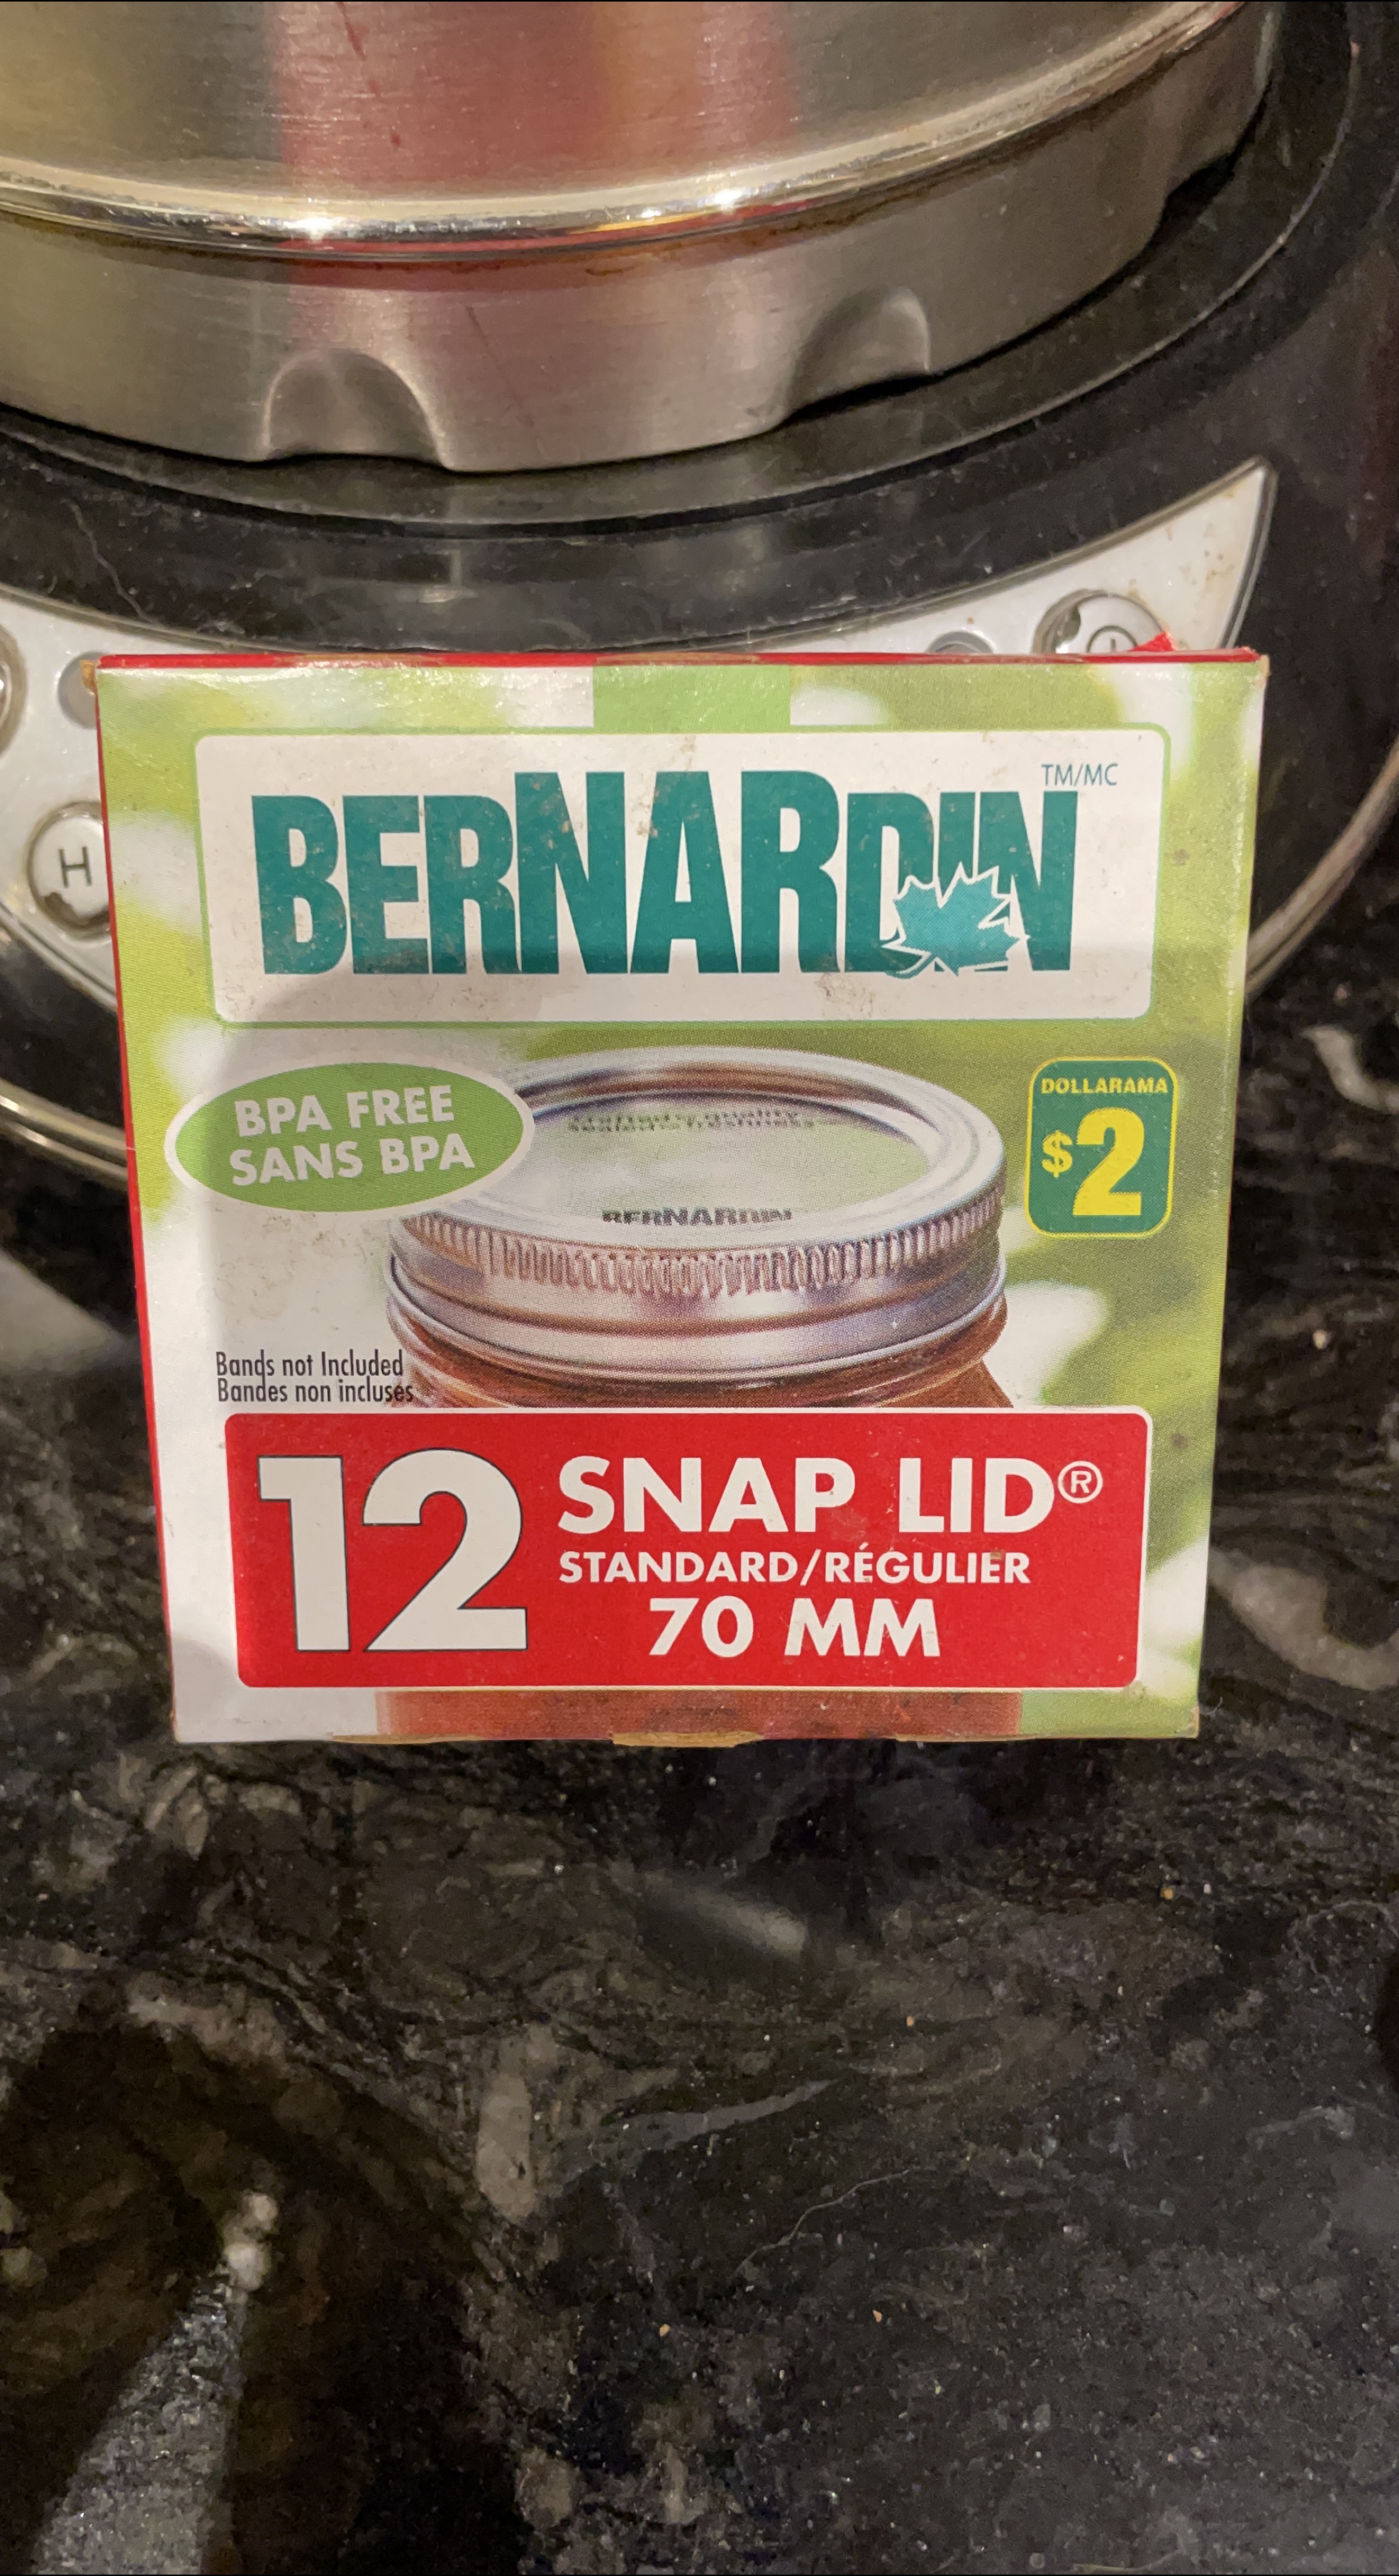 H
BERNARDIN
TM/MC
BPA FREE
SANS BPA
DOLLARAMA
$2
BERNARDIN
Bands not Included
Bandes non incluses
12
SNAP LID®
STANDARD/RÉGULIER
70 MM